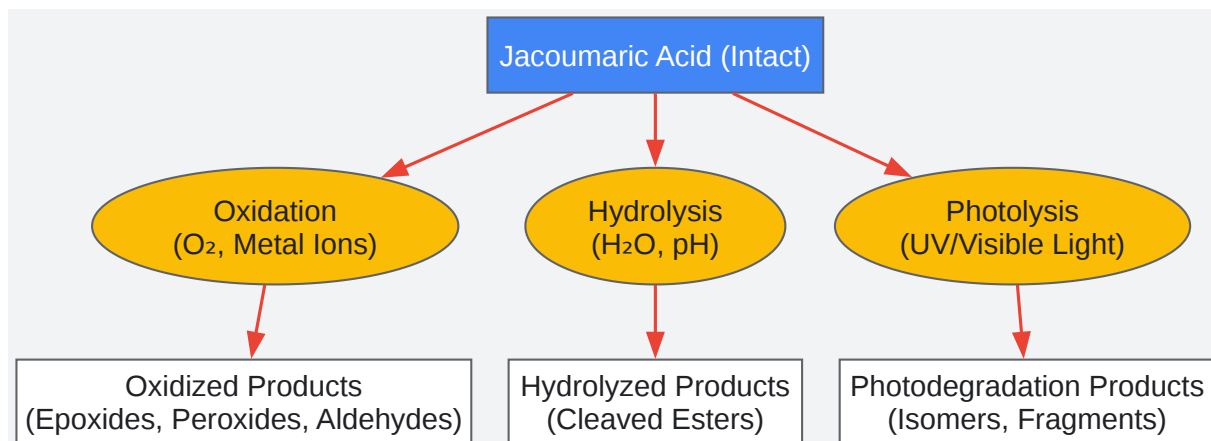 Jacoumaric Acid (Intact)
Oxidation
(O₂, Metal Ions)
Hydrolysis
(H₂O, pH)
Photolysis
(UV/Visible Light)
Oxidized Products
(Epoxides, Peroxides, Aldehydes)
Hydrolyzed Products
(Cleaved Esters)
Photodegradation Products
(Isomers, Fragments)